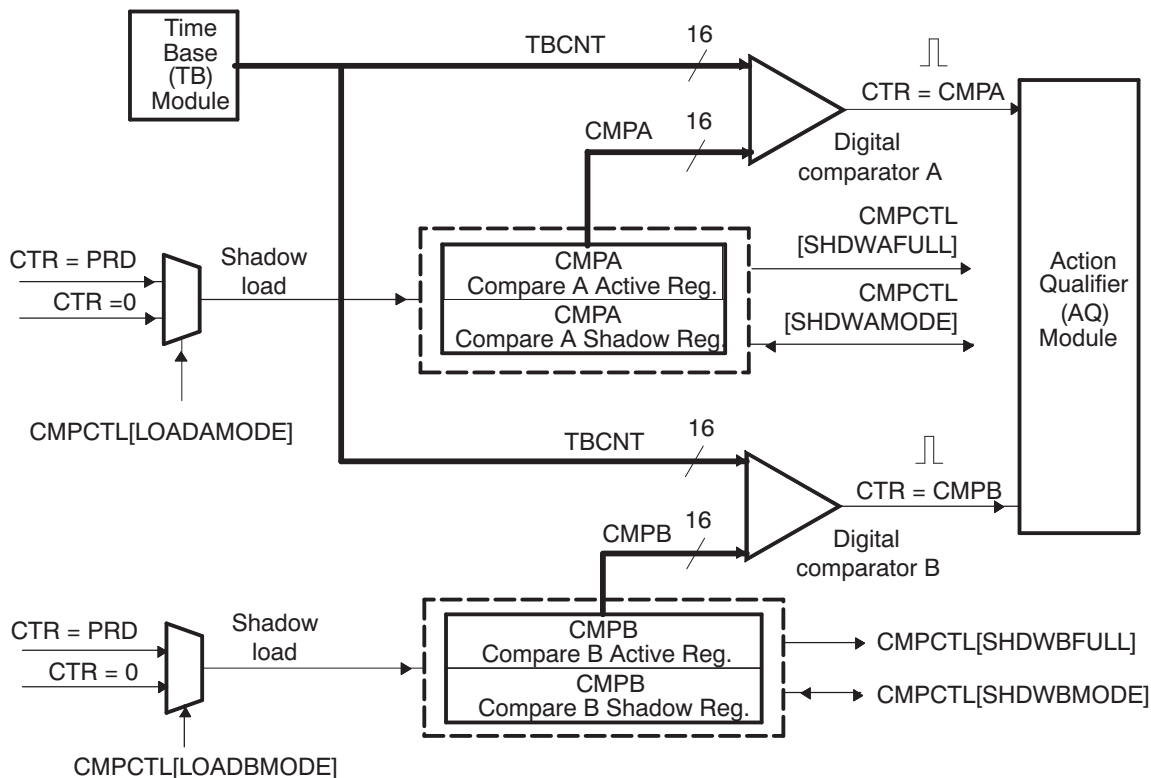 Time
Base
(TB)
Module
TBCNT
16
CTR = CMPA
CMPA
16
Digital
comparator A
CMPCTL
[SHDWAFULL]
CMPCTL
[SHDWAMODE]
Action
Qualifier
(AQ)
Module
CTR = PRD
CTR =0
Shadow
load
CMPA
Compare A Active Reg.
CMPA
Compare A Shadow Reg.
CMPCTL[LOADAMODE]
TBCNT
16
CTR = CMPB
CMPB
16
Digital
comparator B
CTR = PRD
CTR = 0
Shadow
load
CMPB
Compare B Active Reg.
CMPB
Compare B Shadow Reg.
CMPCTL[SHDWBFULL]
CMPCTL[SHDWBMODE]
CMPCTL[LOADBMODE]